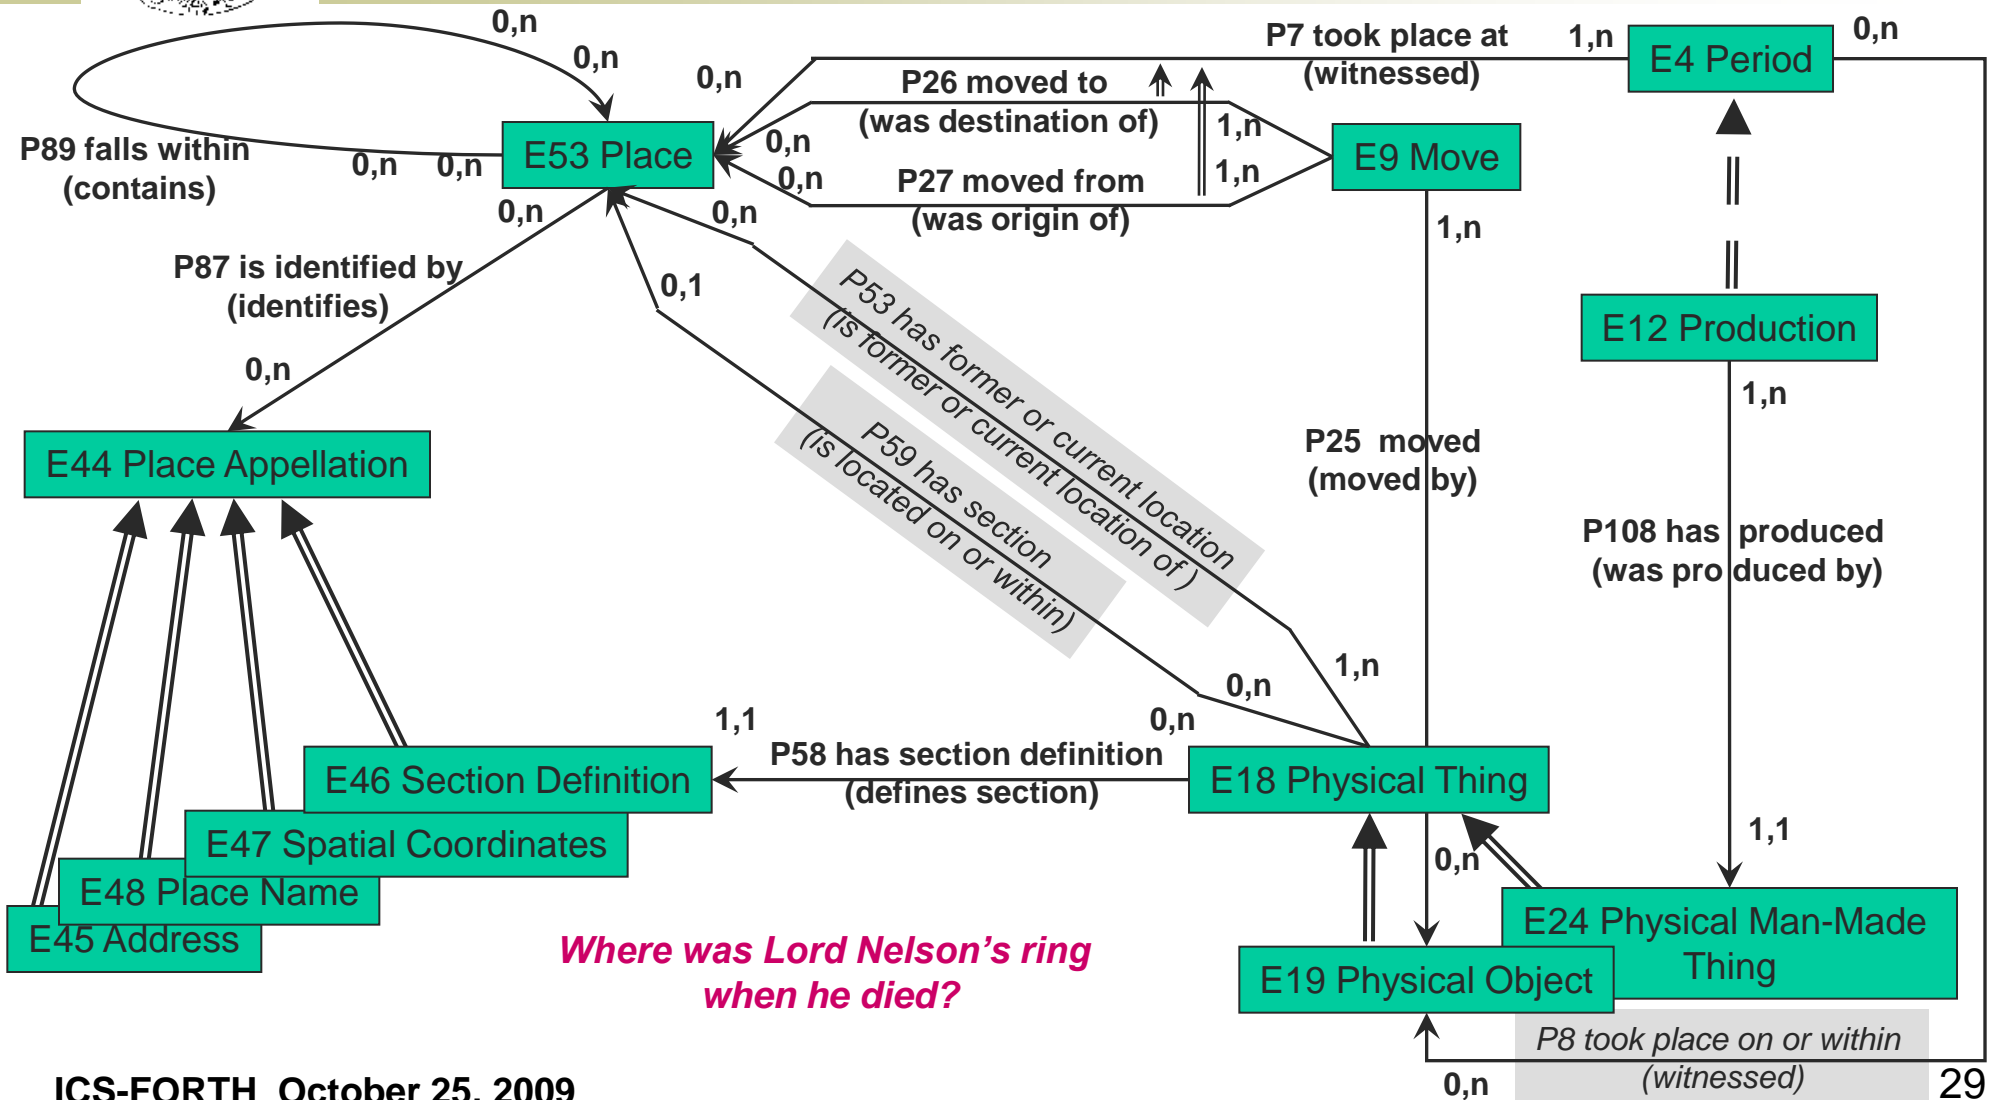 0,n
0,n
0,n
P7 took place at
(witnessed)
1,n
E4 Period
0,n
P26 moved to
(was destination of)
0,n
1,n
P89 falls within
(contains)
0,n
0,n
E53 Place
E9 Move
0,n
P27 moved from
(was origin of)
1,n
0,n
0,n
1,n
P87 is identified by
(identifies)
0,1
P53 has former or current location
(is former or current location of )
E12 Production
0,n
1,n
P59 has section
(is located on or within)
E44 Place Appellation
P25 moved
(moved by)
P108 has produced
(was produced by)
1,n
0,n
1,1
0,n
P58 has section definition
(defines section)
E46 Section Definition
E18 Physical Thing
E47 Spatial Coordinates
1,1
0,n
E48 Place Name
E45 Address
E24 Physical Man-Made
Thing
E19 Physical Object
Where was Lord Nelson's ring
when he died?
P8 took place on or within
(witnessed)
0,n
ICS-FORTH October 25, 2009
29